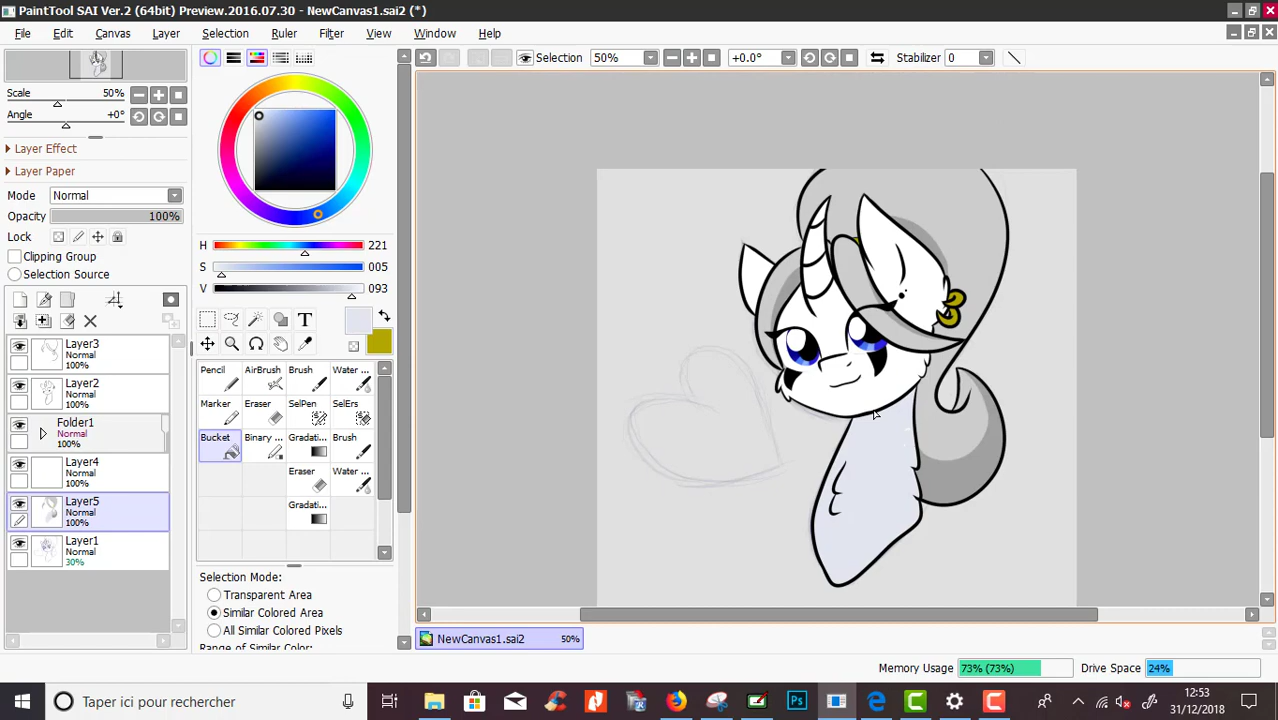 PaintTool SAI Ver.2 (64bit) Preview.2016.07.30 - NewCanvas1.sai2 (*)
File Edit Canvas Layer Selection Ruler Filter View Window Help
Selection 50% +0.0° Stabilizer 0
Scale 50%
Angle +0°
Layer Effect
Layer Paper
Mode Normal
Opacity 100%
Lock
Clipping Group
Selection Source
Layer3
Normal
100%
Layer2
Normal
100%
Folder1
Normal
100%
Layer4
Normal
100%
Layer5
Normal
100%
Layer1
Normal
30%
H 221
S 005
V 093
T
Pencil AirBrush Brush Water ...
Marker Eraser SelPen SelErs
Bucket Binary ... Gradati... Brush
Eraser Water ...
Gradati...
Selection Mode:
Transparent Area
Similar Colored Area
All Similar Colored Pixels
Range of Similar Color:
NewCanvas1.sai2 50%
Memory Usage 73% (73%) Drive Space 24%
Taper ici pour rechercher
Ps
12:53
31/12/2018